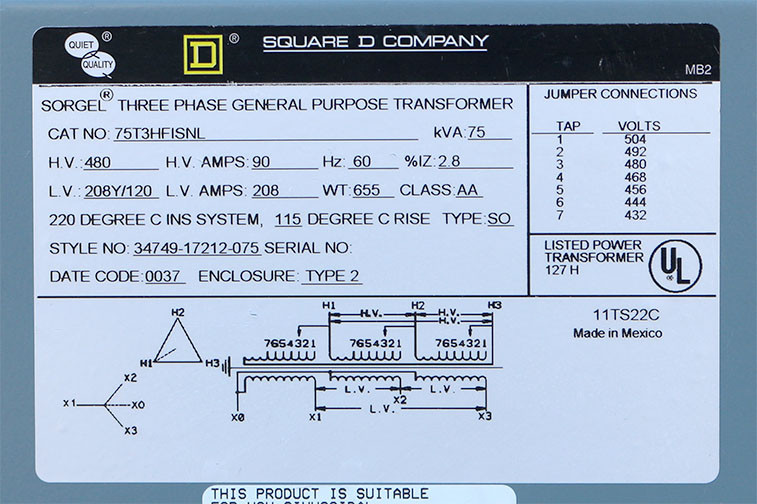 QUIET
QUALITY
®
D
®
SQUARE D COMPANY
MB2
SORGEL® THREE PHASE GENERAL PURPOSE TRANSFORMER
CAT NO: 75T3HFISNL kVA: 75
H.V.: 480 H.V. AMPS: 90 Hz: 60 %IZ: 2.8
L.V.: 208Y/120 L.V. AMPS: 208 WT: 655 CLASS: AA
220 DEGREE C INS SYSTEM, 115 DEGREE C RISE TYPE: SO
STYLE NO: 34749-17212-075 SERIAL NO:
DATE CODE: 0037 ENCLOSURE: TYPE 2
JUMPER CONNECTIONS
TAP VOLTS
1 504
2 492
3 480
4 468
5 456
6 444
7 432
LISTED POWER
TRANSFORMER
127 H
UL
11TS22C
Made in Mexico
H2
H1 H3
X2
X1 X0
X3
H1 H2 H3
H.V. H.V.
H.V.
7654321 7654321 7654321
L.V. L.V.
X2
L.V.
X0 X1 X3
THIS PRODUCT IS SUITABLE